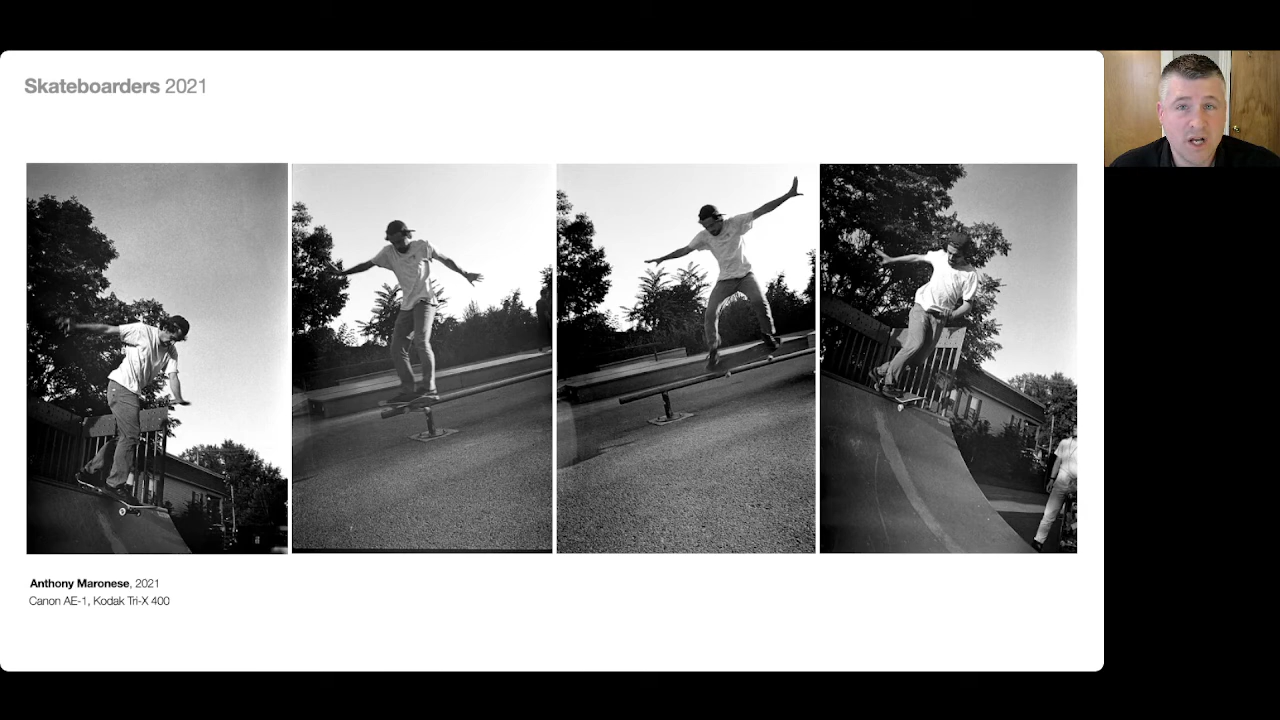 Skateboarders 2021
Anthony Maronese, 2021
Canon AE-1, Kodak Tri-X 400